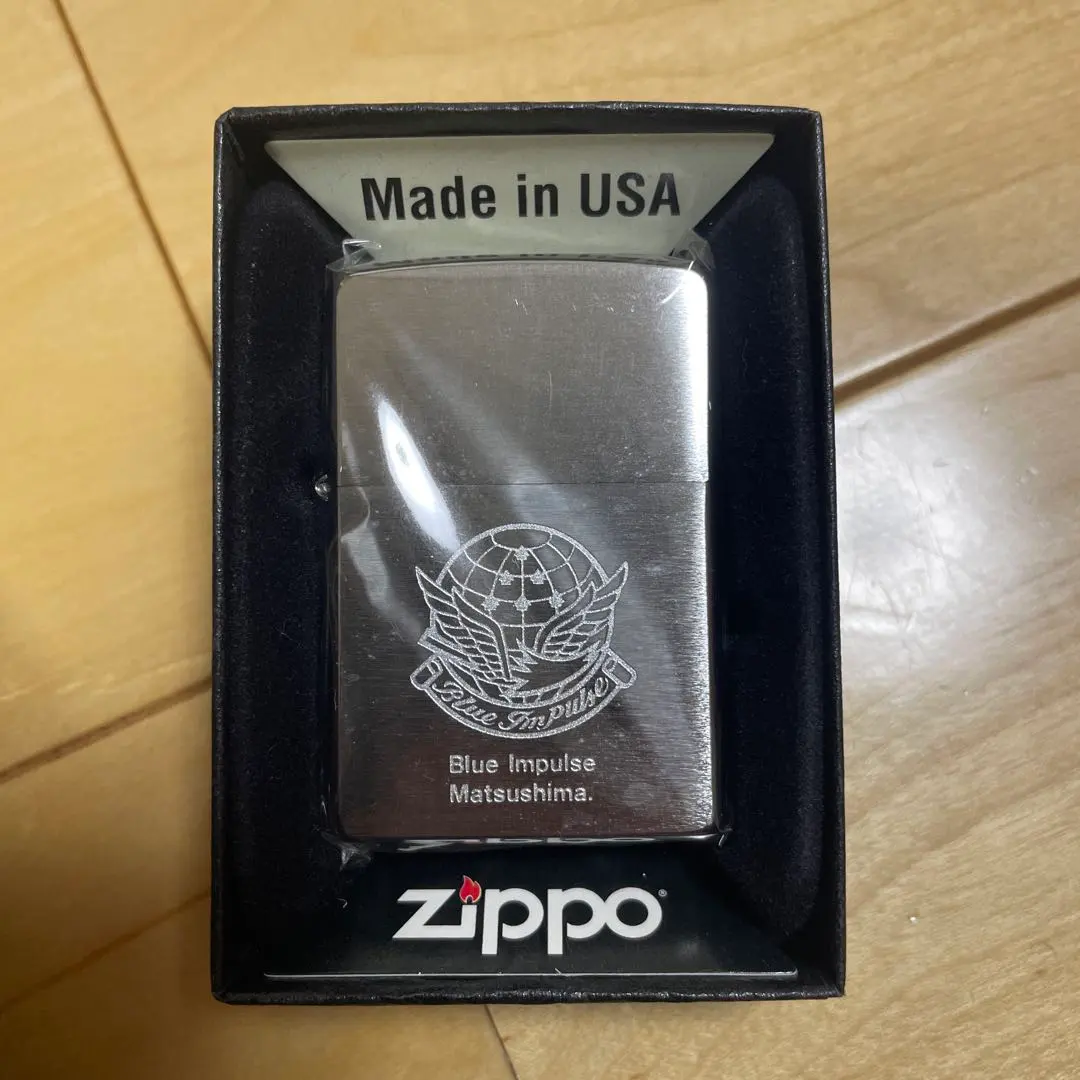 Made in USA
Blue Impulse
Blue Impulse
Matsushima.
zippo®